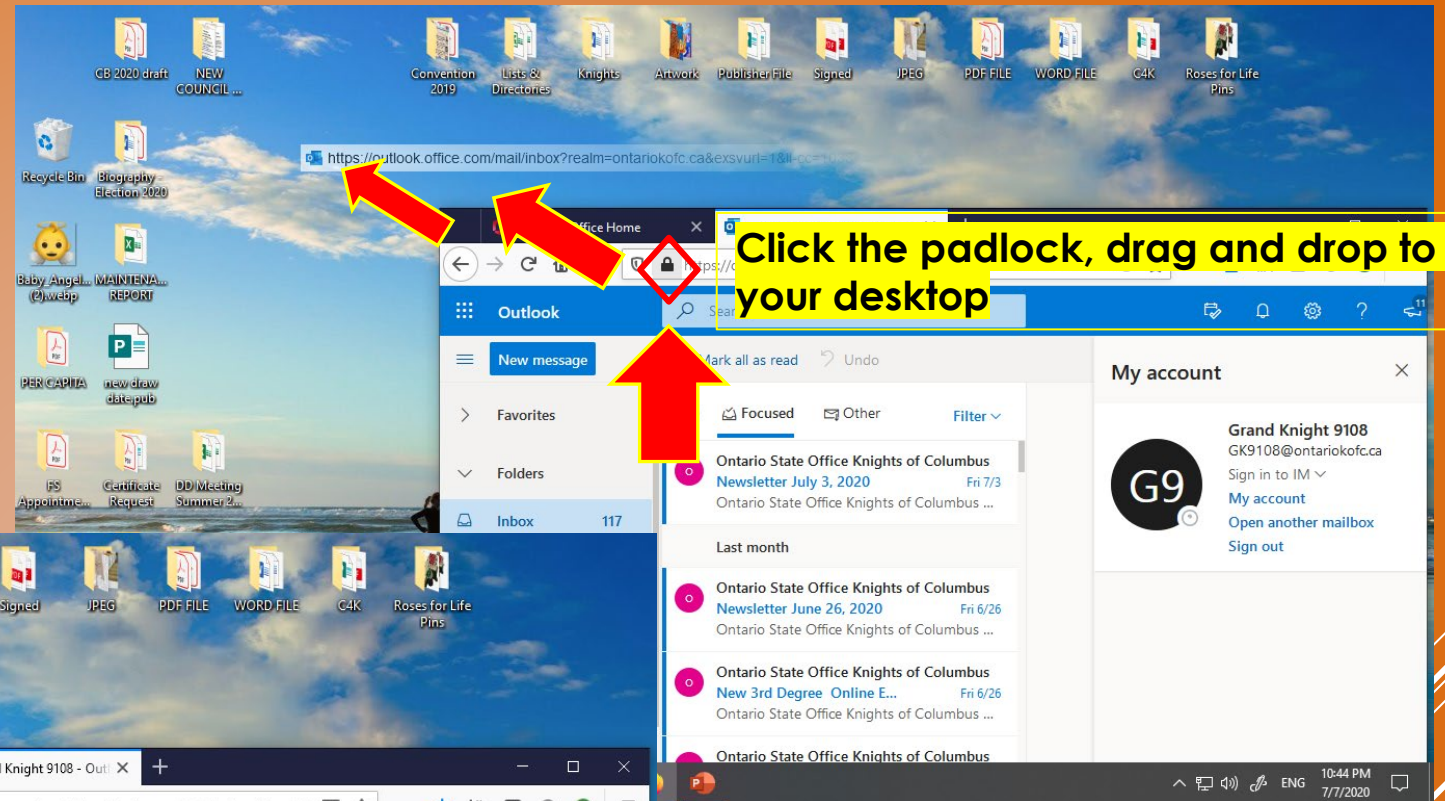 CB 2020 draft
NEW COUNCIL ...
Convention 2019
Lists & Directories
Knights
Artwork
Publisher File
Signed
JPEG
PDF FILE
WORD FILE
C4K
Roses for Life Pins
Recycle Bin
Biography - Election 2020
https://outlook.office.com/mail/inbox?realm=ontariokofc.ca&exsvurl=1&ll-cc=
Baby_Angel... (2).webp
MAINTENA... REPORT
PER CAPITA
new draw date.pub
FS Appointme...
Certificate Request
DD Meeting Summer 2...
ffice Home
Click the padlock, drag and drop to
your desktop
Outlook
New message
Mark all as read
Undo
Favorites
Folders
Inbox 117
Focused
Other
Filter
Ontario State Office Knights of Columbus
Newsletter July 3, 2020 Fri 7/3
Ontario State Office Knights of Columbus ...
Last month
Ontario State Office Knights of Columbus
Newsletter June 26, 2020 Fri 6/26
Ontario State Office Knights of Columbus ...
Ontario State Office Knights of Columbus
New 3rd Degree Online E... Fri 6/26
Ontario State Office Knights of Columbus ...
Ontario State Office Knights of Columbus
11
My account
G9
Grand Knight 9108
GK9108@ontariokofc.ca
Sign in to IM
My account
Open another mailbox
Sign out
Signed
JPEG
PDF FILE
WORD FILE
C4K
Roses for Life Pins
Knight 9108 - Out
ENG
10:44 PM
7/7/2020